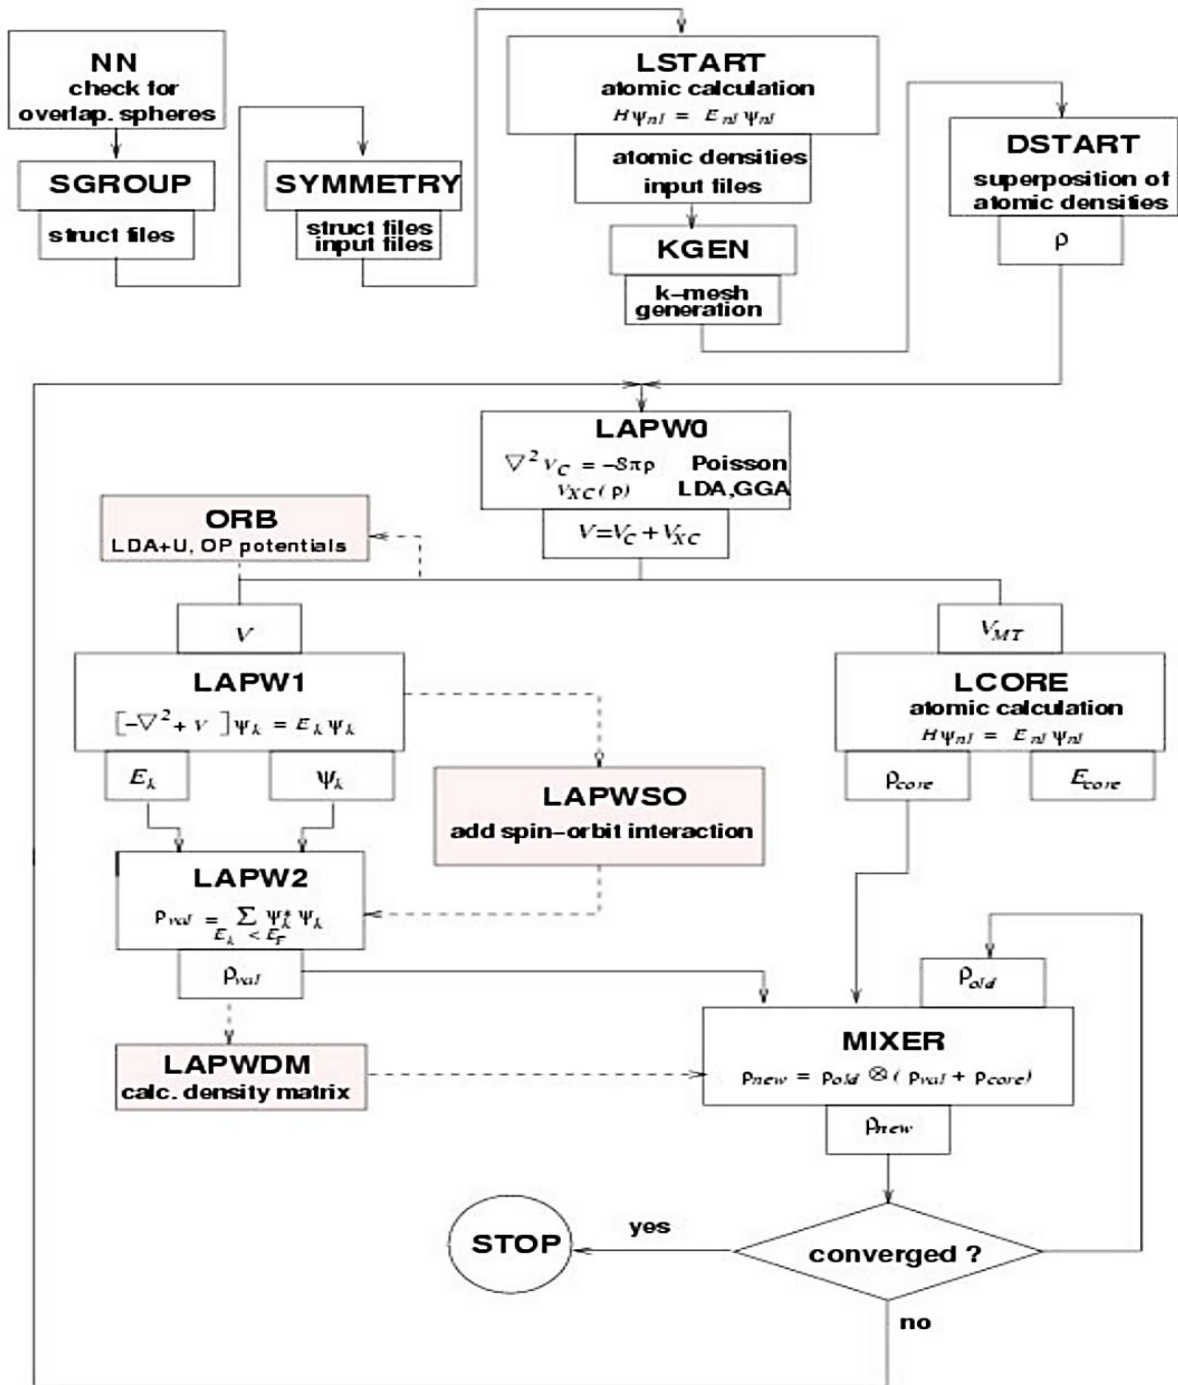 NN
check for
overlap. spheres
SGROUP
struct files
SYMMETRY
struct files
input files
LSTART
atomic calculation
Hψnl = Enl ψnl
atomic densities
input files
KGEN
k-mesh
generation
DSTART
superposition of
atomic densities
ρ
LAPW0
∇² VC = -8πρ Poisson
VXC(ρ) LDA,GGA
V=VC + VXC
ORB
LDA+U, OP potentials
V
LAPW1
[-∇² + V ]ψk = Ek ψk
Ek
ψk
LAPWSO
add spin-orbit interaction
LAPW2
ρval = Σ ψk* ψk
Ek < EF
ρval
LAPWDM
calc. density matrix
VMT
LCORE
atomic calculation
Hψnl = Enl ψnl
ρcore
Ecore
ρold
MIXER
ρnew = ρold ⊗ ( ρval + ρcore)
ρnew
converged ?
yes
STOP
no